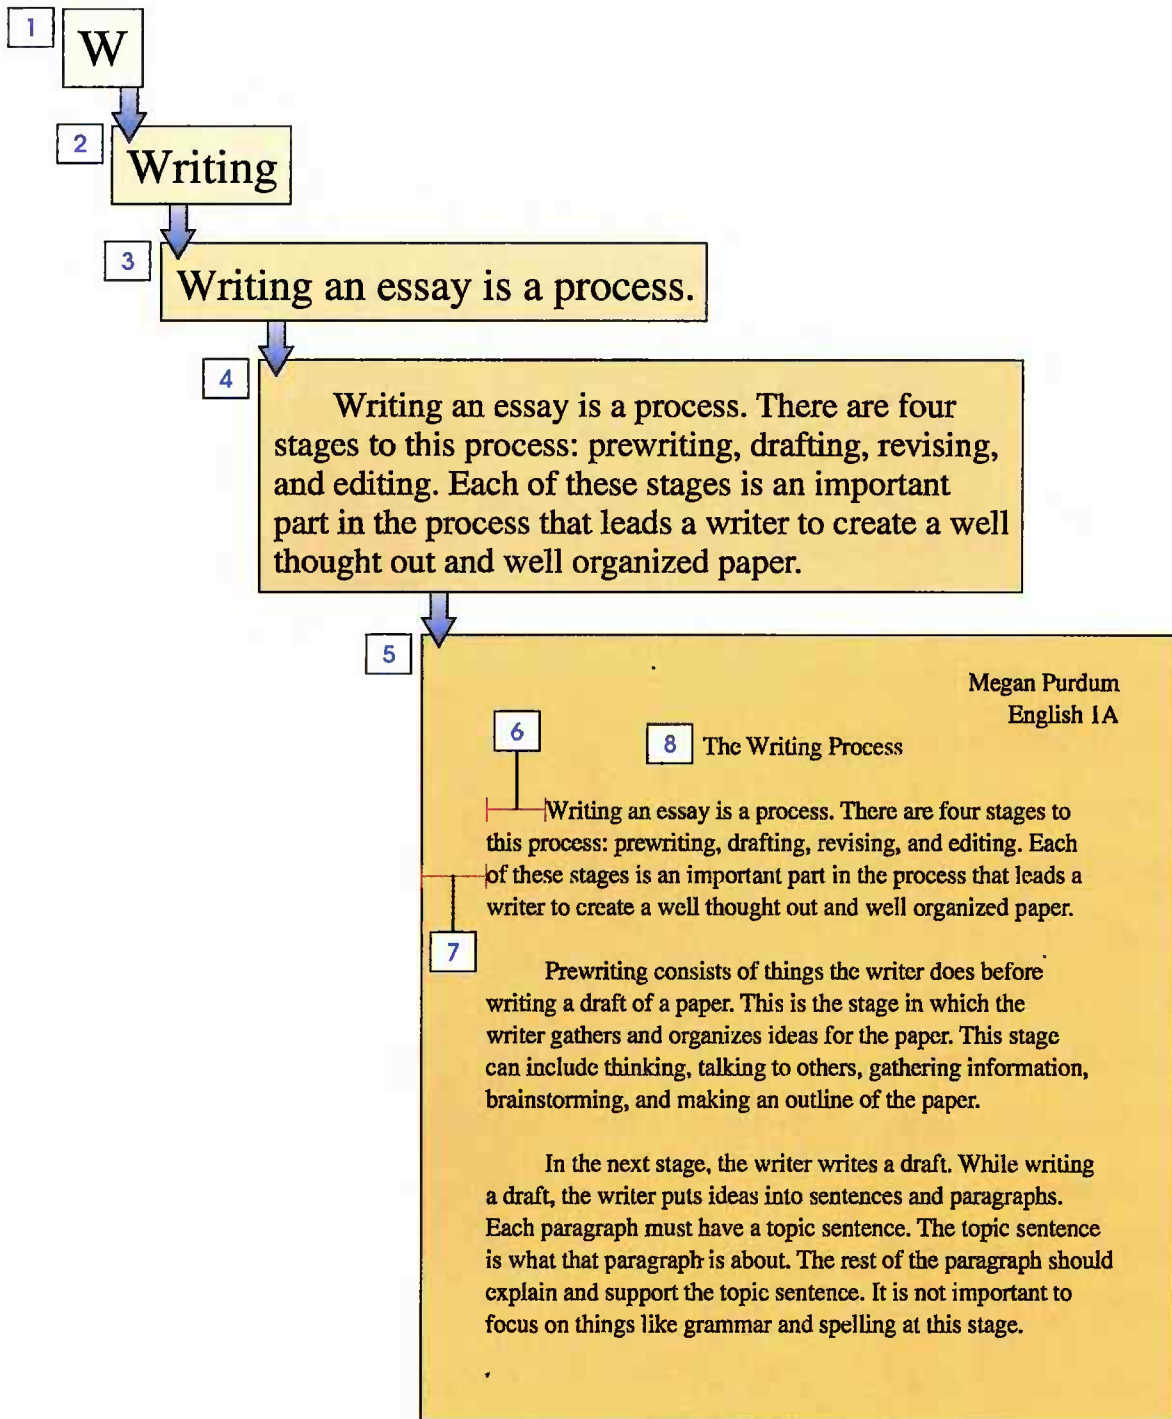 1
W
2
Writing
3
Writing an essay is a process.
4
Writing an essay is a process. There are four
stages to this process: prewriting, drafting, revising,
and editing. Each of these stages is an important
part in the process that leads a writer to create a well
thought out and well organized paper.
5
Megan Purdum
English 1A
6
8 The Writing Process
Writing an essay is a process. There are four stages to
this process: prewriting, drafting, revising, and editing. Each
of these stages is an important part in the process that leads a
writer to create a well thought out and well organized paper.
7
Prewriting consists of things the writer does before
writing a draft of a paper. This is the stage in which the
writer gathers and organizes ideas for the paper. This stage
can include thinking, talking to others, gathering information,
brainstorming, and making an outline of the paper.
In the next stage, the writer writes a draft. While writing
a draft, the writer puts ideas into sentences and paragraphs.
Each paragraph must have a topic sentence. The topic sentence
is what that paragraph is about. The rest of the paragraph should
explain and support the topic sentence. It is not important to
focus on things like grammar and spelling at this stage.